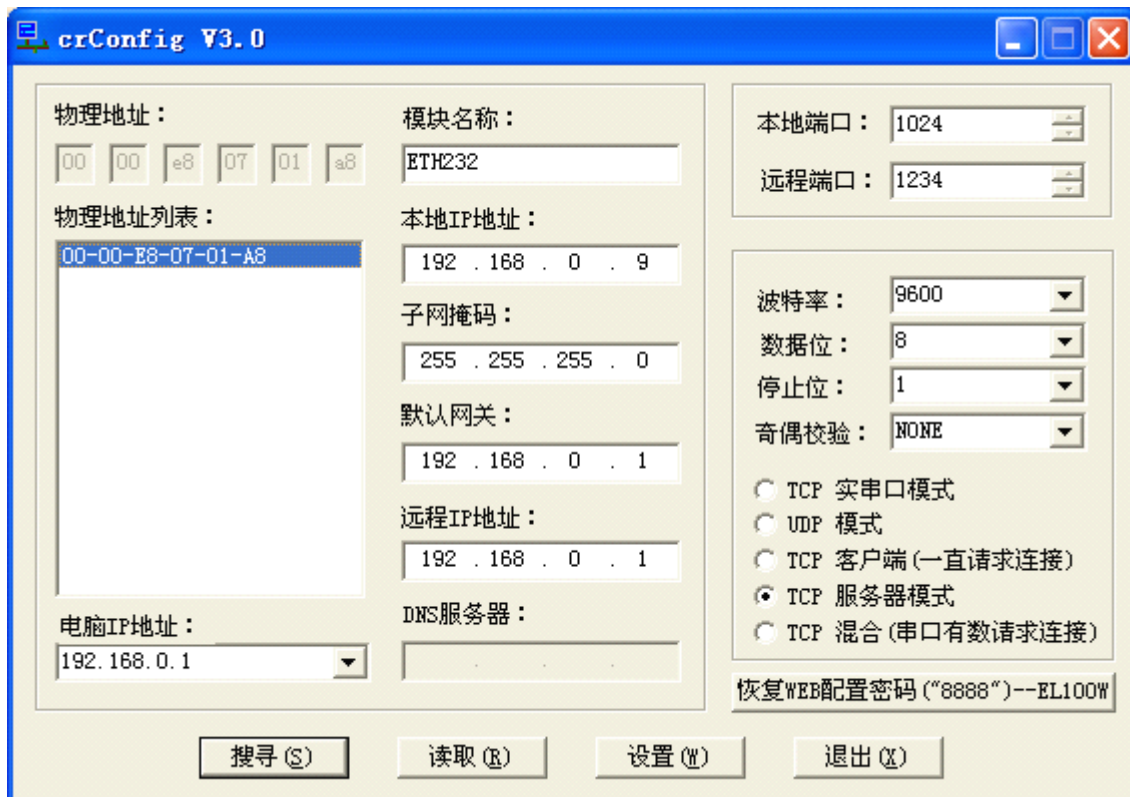 crConfig V3.0
物理地址：
00 00 e8 07 01 a8
物理地址列表：
00-00-E8-07-01-A8
电脑IP地址：
192.168.0.1
模块名称：
ETH232
本地IP地址：
192 . 168 . 0 . 9
子网掩码：
255 . 255 . 255 . 0
默认网关：
192 . 168 . 0 . 1
远程IP地址：
192 . 168 . 0 . 1
DNS服务器：
. . .
本地端口： 1024
远程端口： 1234
波特率： 9600
数据位： 8
停止位： 1
奇偶校验： NONE
TCP 实串口模式
UDP 模式
TCP 客户端(一直请求连接)
TCP 服务器模式
TCP 混合(串口有数请求连接)
恢复WEB配置密码("8888")--EL100W
搜寻(S) 读取(R) 设置(W) 退出(X)